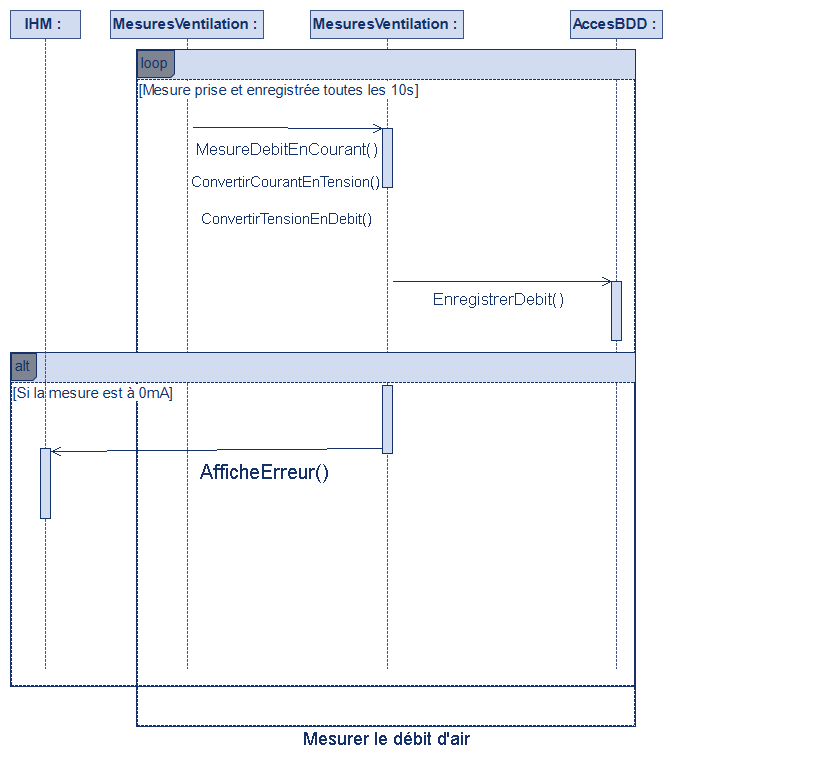 IHM :
MesuresVentilation :
MesuresVentilation :
AccesBDD :
loop
[Mesure prise et enregistrée toutes les 10s]
MesureDebitEnCourant()
ConvertirCourantEnTension()
ConvertirTensionEnDebit()
EnregistrerDebit()
alt
[Si la mesure est à 0mA]
AfficheErreur()
Mesurer le débit d'air